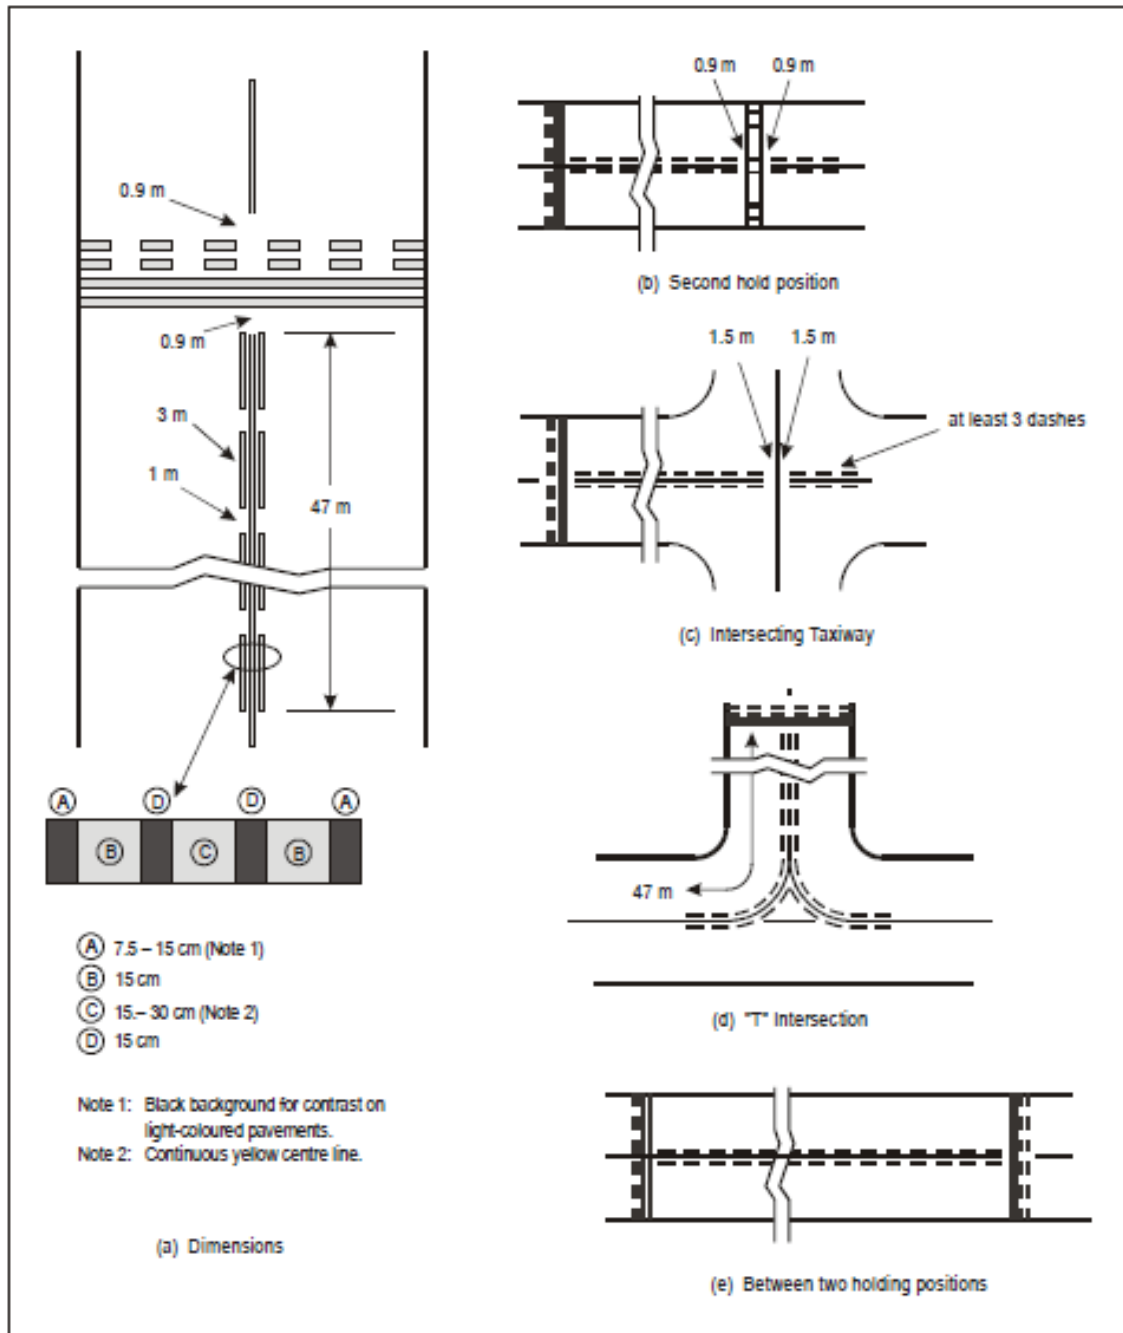 0.9 m
0.9 m
3 m
1 m
47 m
A D D A
B C B
A 7.5 – 15 cm (Note 1)
B 15 cm
C 15.– 30 cm (Note 2)
D 15 cm
Note 1: Black background for contrast on
light-coloured pavements.
Note 2: Continuous yellow centre line.
(a) Dimensions
0.9 m 0.9 m
(b) Second hold position
1.5 m 1.5 m
at least 3 dashes
(c) Intersecting Taxiway
47 m
(d) "T" Intersection
(e) Between two holding positions